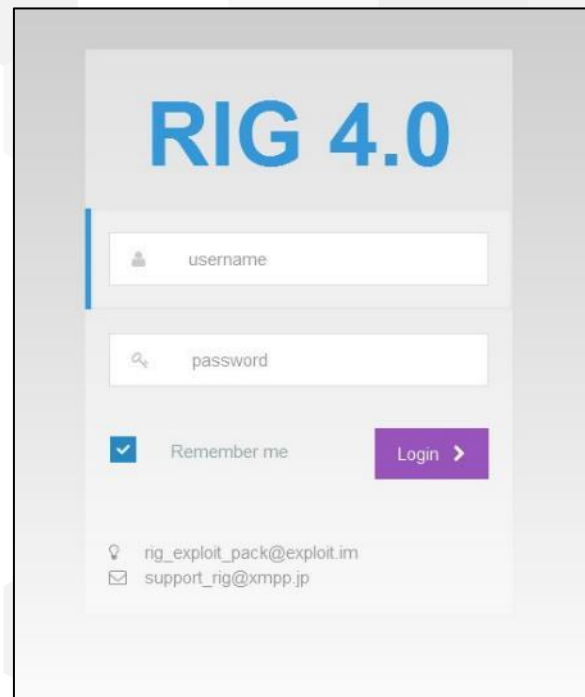 RIG 4.0
username
password
Remember me
Login
rig_exploit_pack@exploit.im
support_rig@xmpp.jp